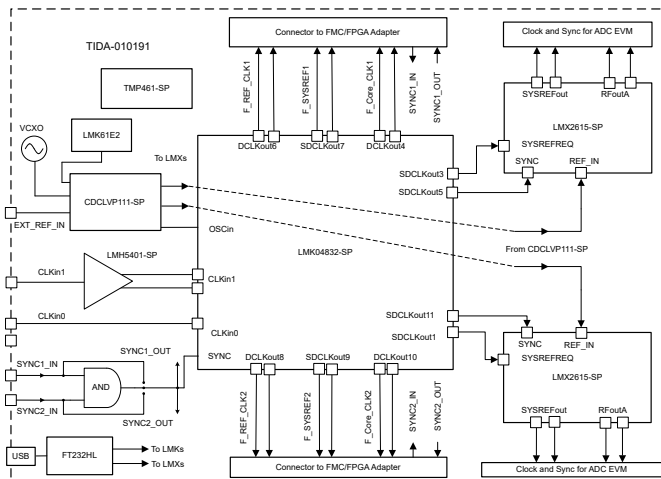 TIDA-010191
Connector to FMC/FPGA Adapter
Clock and Sync for ADC EVM
TMP461-SP
F_REF_CLK1
F_SYSREF1
F_Core_CLK1
SYNC1_IN
SYNC1_OUT
SYSREFout
RFoutA
LMX2615-SP
VCXO
LMK61E2
DCLKout6
SDCLKout7
DCLKout4
SYSREFREQ
SYNC
REF_IN
To LMXs
SDCLKout3
SDCLKout5
CDCLVP111-SP
EXT_REF_IN
OSCin
LMK04832-SP
From CDCLVP111-SP
LMH5401-SP
CLKin1
CLKin1
CLKin0
CLKin0
SDCLKout11
SDCLKout1
SYNC
REF_IN
SYSREFREQ
LMX2615-SP
SYNC1_OUT
SYNC
SYNC1_IN
AND
SYNC2_IN
SYNC2_OUT
DCLKout8
SDCLKout9
DCLKout10
F_REF_CLK2
F_SYSREF2
F_Core_CLK2
SYNC2_IN
SYNC2_OUT
SYSREFout
RFoutA
USB
FT232HL
To LMKs
To LMXs
Connector to FMC/FPGA Adapter
Clock and Sync for ADC EVM